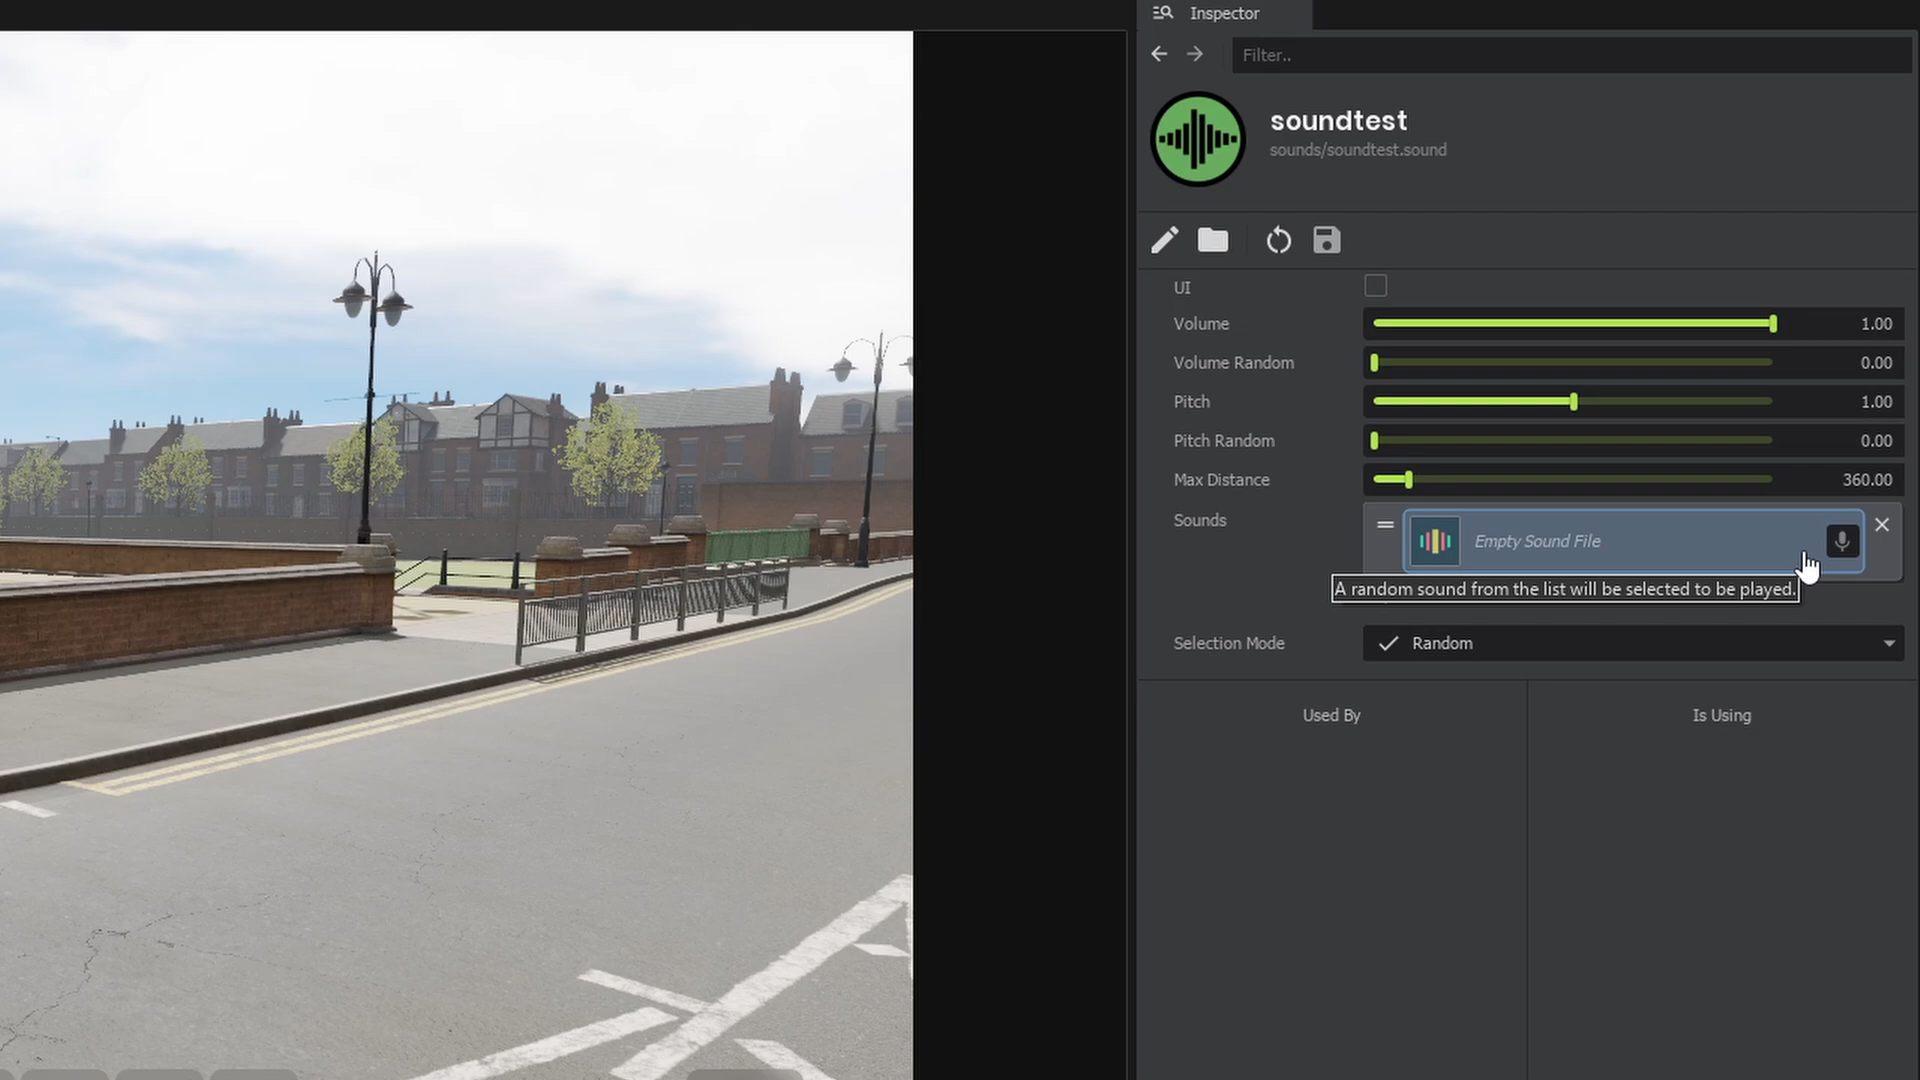 Inspector
Filter..
soundtest
sounds/soundtest.sound
UI
Volume 1.00
Volume Random 0.00
Pitch 1.00
Pitch Random 0.00
Max Distance 360.00
Sounds
Empty Sound File
A random sound from the list will be selected to be played.
Selection Mode Random
Used By Is Using